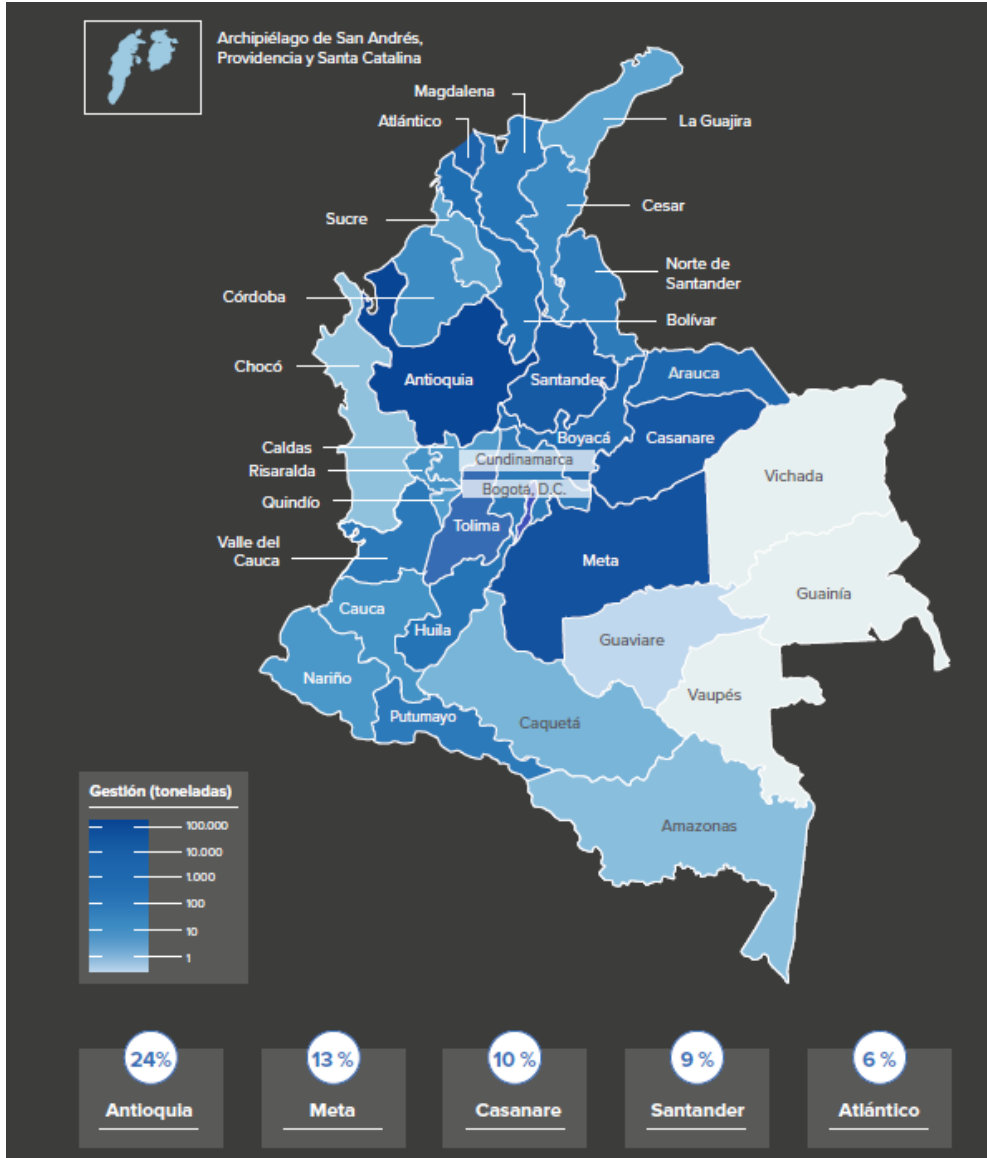 Archipiélago de San Andrés,
Providencia y Santa Catalina
Magdalena
Atlántico
La Guajira
Sucre
Cesar
Norte de
Santander
Córdoba
Bolívar
Chocó
Antioquia
Santander
Arauca
Caldas
Boyacá
Casanare
Cundinamarca
Risaralda
Vichada
Bogotá, D.C.
Quindío
Tolima
Valle del
Cauca
Meta
Guainía
Cauca
Huila
Guaviare
Nariño
Vaupés
Putumayo
Caquetá
Amazonas
Gestión (toneladas)
100.000
10.000
1.000
100
10
1
24%
13 %
10 %
9 %
6 %
Antioquia
Meta
Casanare
Santander
Atlántico